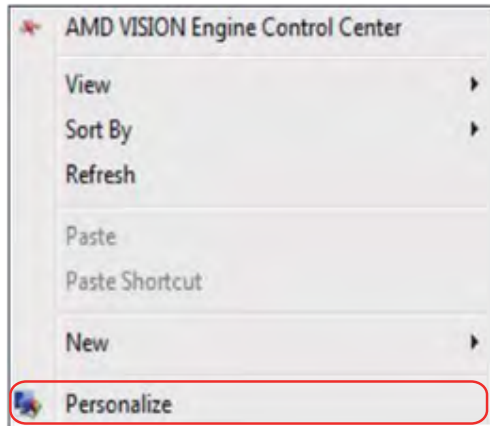 AMD VISION Engine Control Center
View
Sort By
Refresh
Paste
Paste Shortcut
New
Personalize